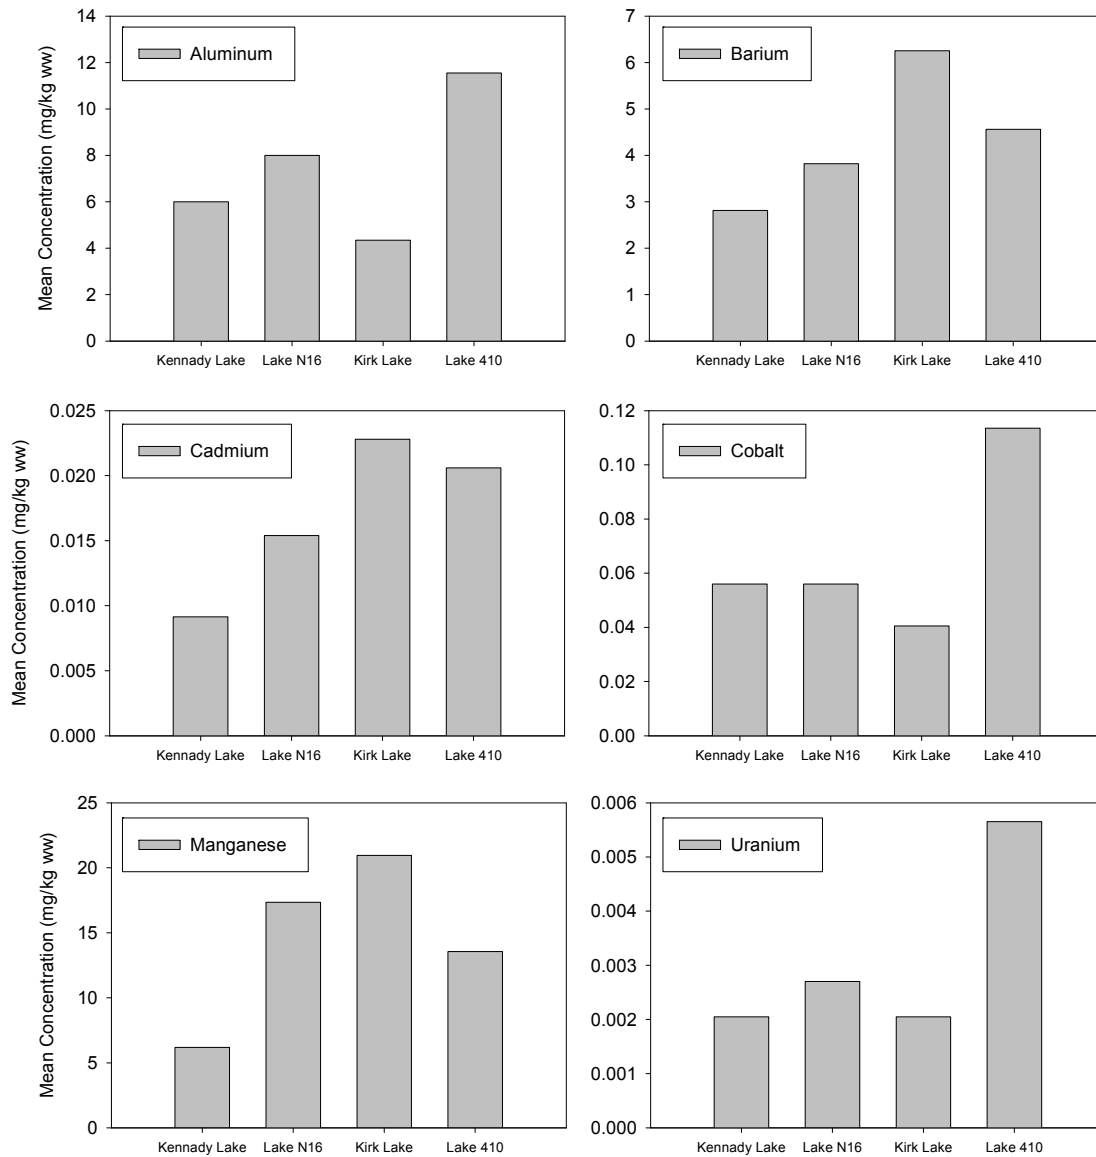 Mean Concentration (mg/kg ww)
14
12
10
8
6
4
2
0
Aluminum
Kennady Lake Lake N16 Kirk Lake Lake 410
7
6
5
4
3
2
1
0
Barium
Kennady Lake Lake N16 Kirk Lake Lake 410
Mean Concentration (mg/kg ww)
0.025
0.020
0.015
0.010
0.005
0.000
Cadmium
Kennady Lake Lake N16 Kirk Lake Lake 410
0.12
0.10
0.08
0.06
0.04
0.02
0.00
Cobalt
Kennady Lake Lake N16 Kirk Lake Lake 410
Mean Concentration (mg/kg ww)
25
20
15
10
5
0
Manganese
Kennady Lake Lake N16 Kirk Lake Lake 410
0.006
0.005
0.004
0.003
0.002
0.001
0.000
Uranium
Kennady Lake Lake N16 Kirk Lake Lake 410